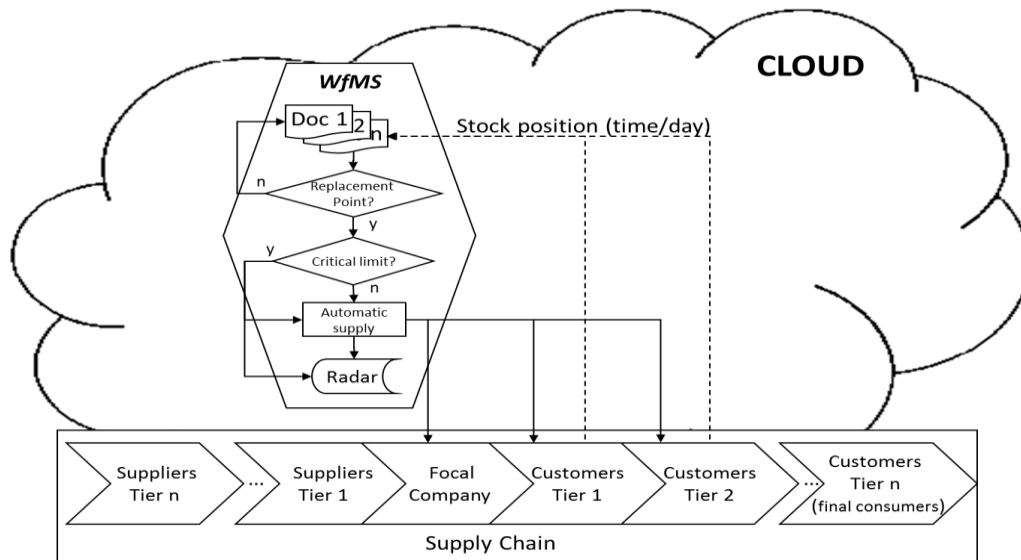 CLOUD
WfMS
Doc 1
2
n
Stock position (time/day)
n
Replacement
Point?
y
y
Critical limit?
n
Automatic
supply
Radar
Suppliers
Tier n
...
Suppliers
Tier 1
Focal
Company
Customers
Tier 1
Customers
Tier 2
...
Customers
Tier n
(final consumers)
Supply Chain